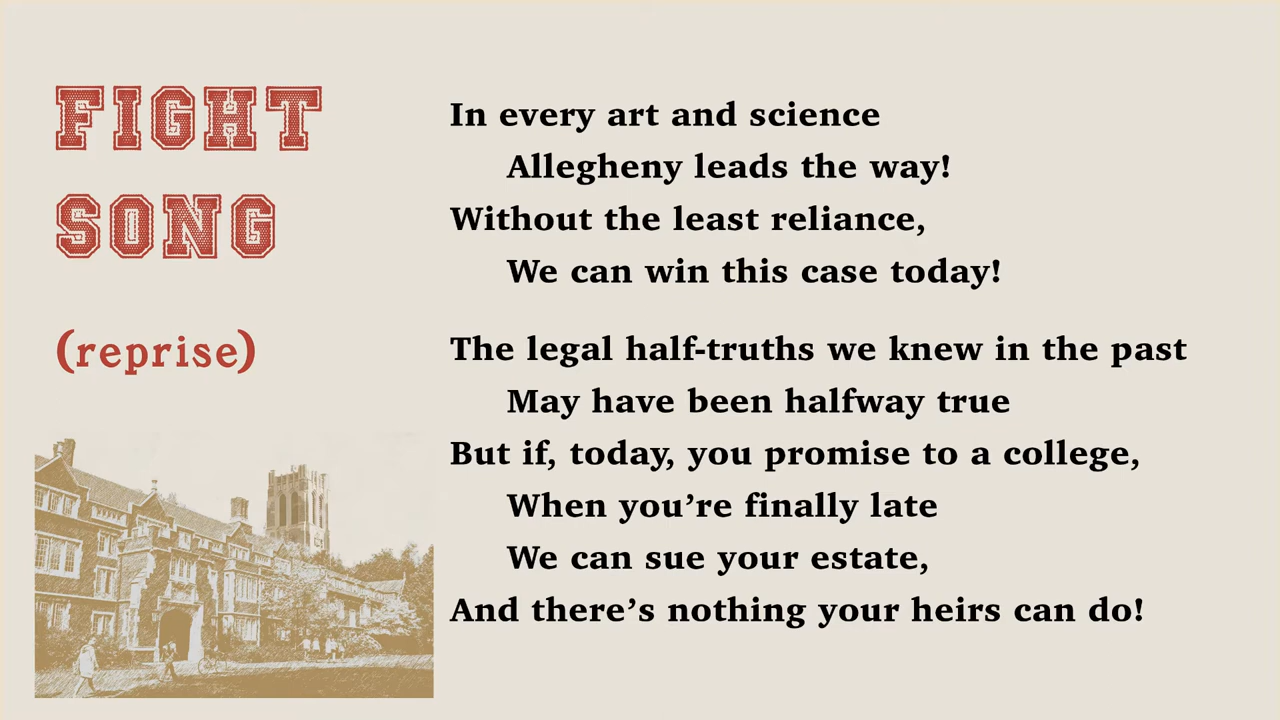 FIGHT
SONG
(reprise)
In every art and science
Allegheny leads the way!
Without the least reliance,
We can win this case today!
The legal half-truths we knew in the past
May have been halfway true
But if, today, you promise to a college,
When you’re finally late
We can sue your estate,
And there’s nothing your heirs can do!